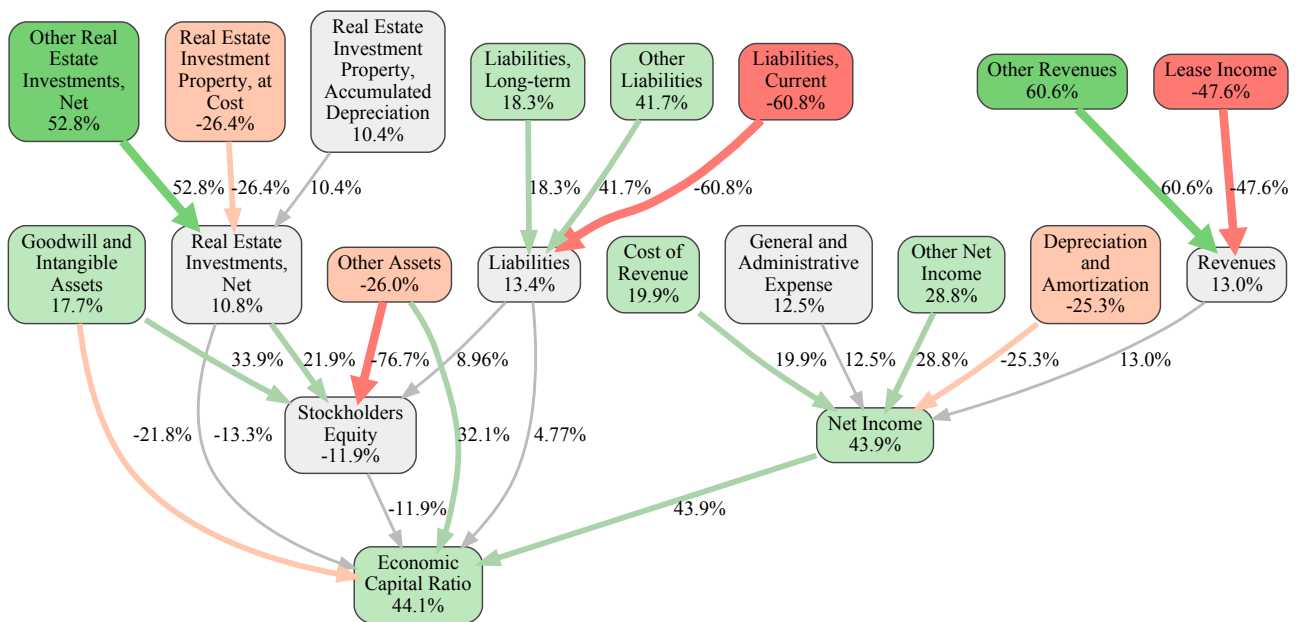 Other Real
Estate
Investments,
Net
52.8%
Real Estate
Investment
Property, at
Cost
-26.4%
Real Estate
Investment
Property,
Accumulated
Depreciation
10.4%
Liabilities,
Long-term
18.3%
Other
Liabilities
41.7%
Liabilities,
Current
-60.8%
Other Revenues
60.6%
Lease Income
-47.6%
52.8%
-26.4%
10.4%
18.3%
41.7%
-60.8%
60.6%
-47.6%
Goodwill and
Intangible
Assets
17.7%
Real Estate
Investments,
Net
10.8%
Other Assets
-26.0%
Liabilities
13.4%
Cost of
Revenue
19.9%
General and
Administrative
Expense
12.5%
Other Net
Income
28.8%
Depreciation
and
Amortization
-25.3%
Revenues
13.0%
33.9%
21.9%
-76.7%
8.96%
19.9%
12.5%
28.8%
-25.3%
13.0%
Stockholders
Equity
-11.9%
Net Income
43.9%
-21.8%
-13.3%
32.1%
4.77%
-11.9%
43.9%
Economic
Capital Ratio
44.1%